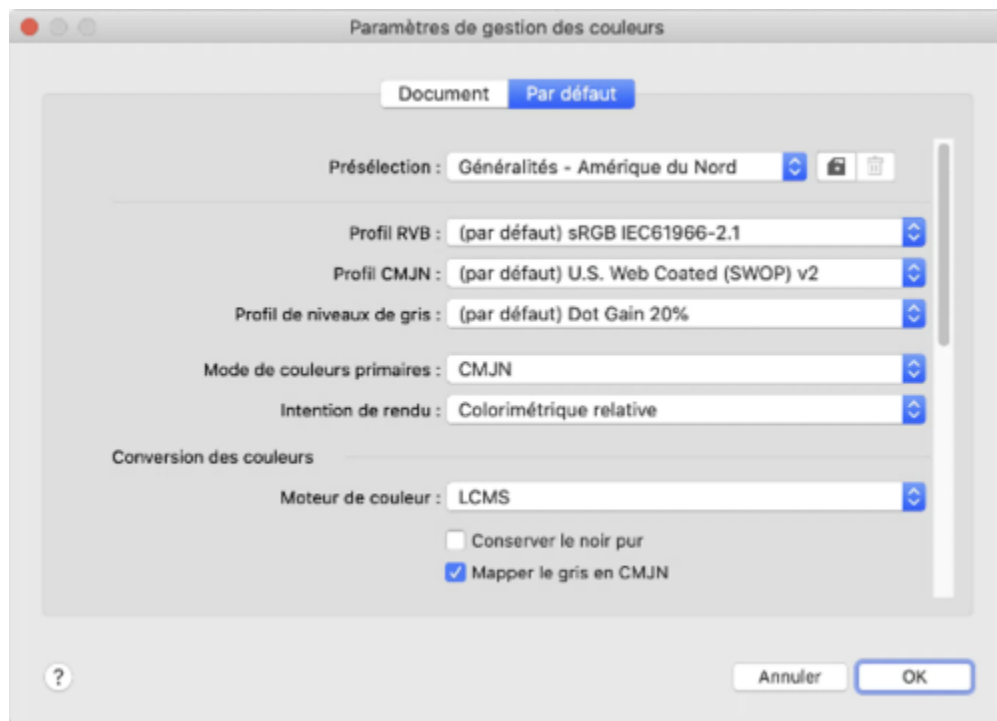 Paramètres de gestion des couleurs
Document Par défaut
Présélection : Généralités - Amérique du Nord
Profil RVB : (par défaut) sRGB IEC61966-2.1
Profil CMJN : (par défaut) U.S. Web Coated (SWOP) v2
Profil de niveaux de gris : (par défaut) Dot Gain 20%
Mode de couleurs primaires : CMJN
Intention de rendu : Colorimétrique relative
Conversion des couleurs
Moteur de couleur : LCMS
Conserver le noir pur
Mapper le gris en CMJN
? Annuler OK